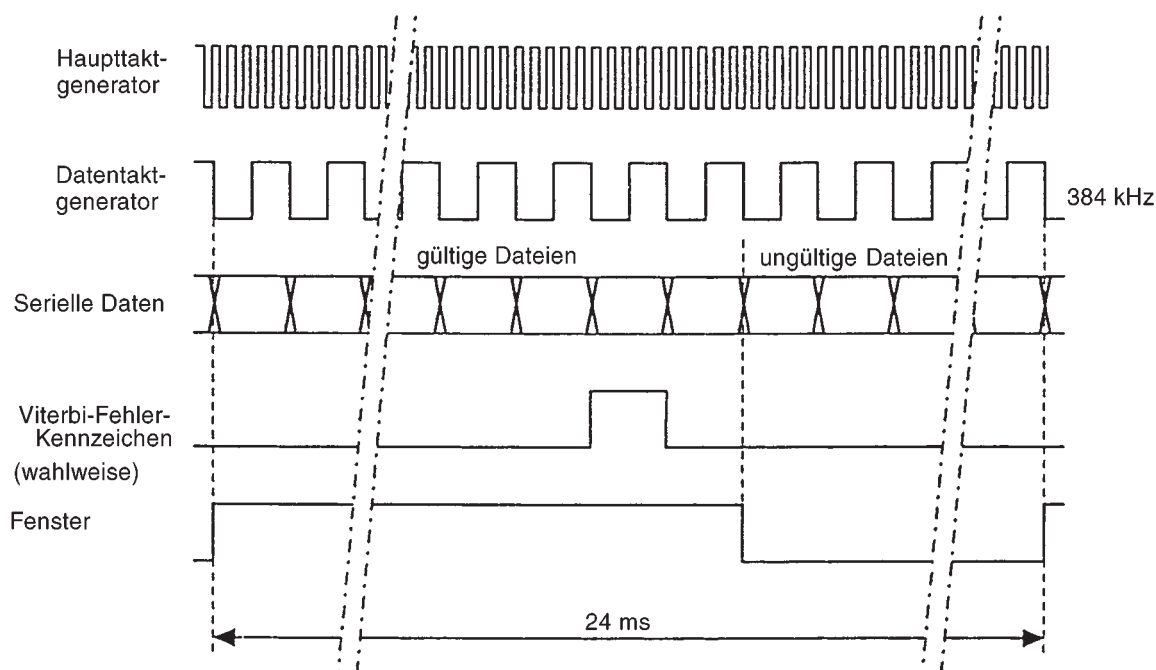 Haupttakt-
generator
Datentakt-
generator
384 kHz
gültige Dateien
ungültige Dateien
Serielle Daten
Viterbi-Fehler-
Kennzeichen
(wahlweise)
Fenster
24 ms